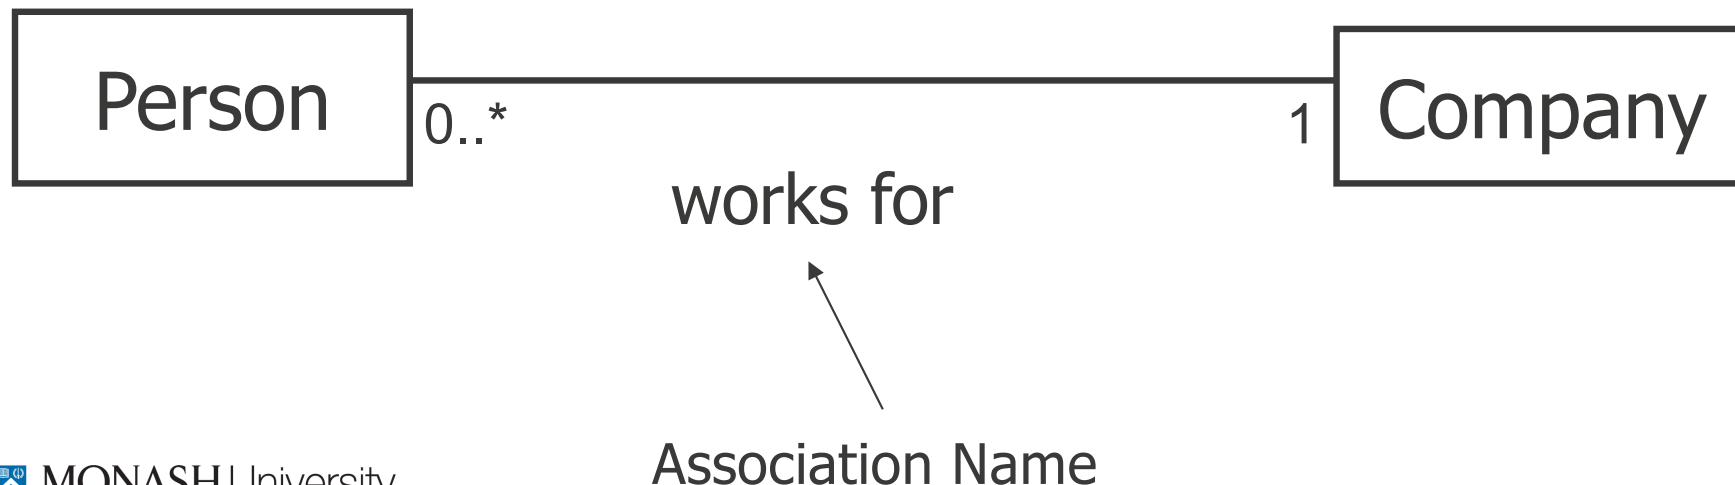 Person
0..*
1
Company
works for
Association Name
MONASH University